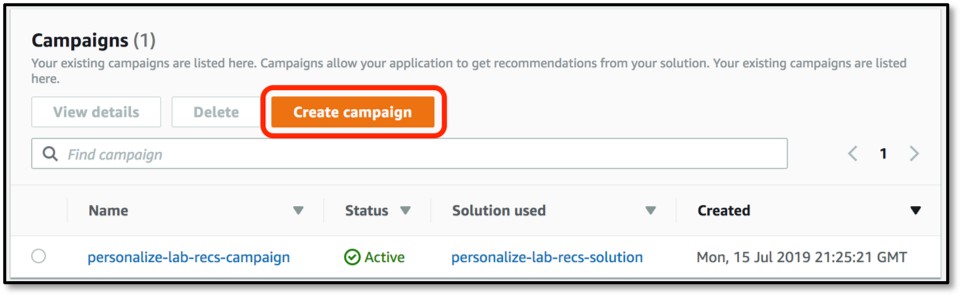 Campaigns (1)
Your existing campaigns are listed here. Campaigns allow your application to get recommendations from your solution. Your existing campaigns are listed
here.
View details Delete Create campaign
Find campaign 1
Name Status Solution used Created
personalize-lab-recs-campaign Active personalize-lab-recs-solution Mon, 15 Jul 2019 21:25:21 GMT